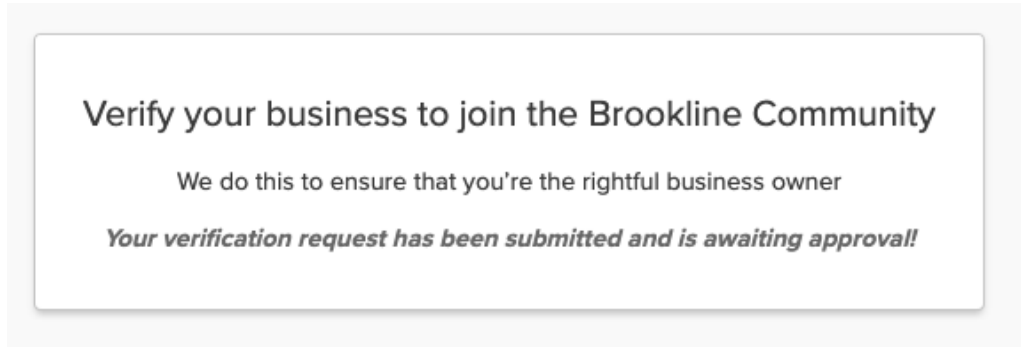 Verify your business to join the Brookline Community
We do this to ensure that you're the rightful business owner
Your verification request has been submitted and is awaiting approval!